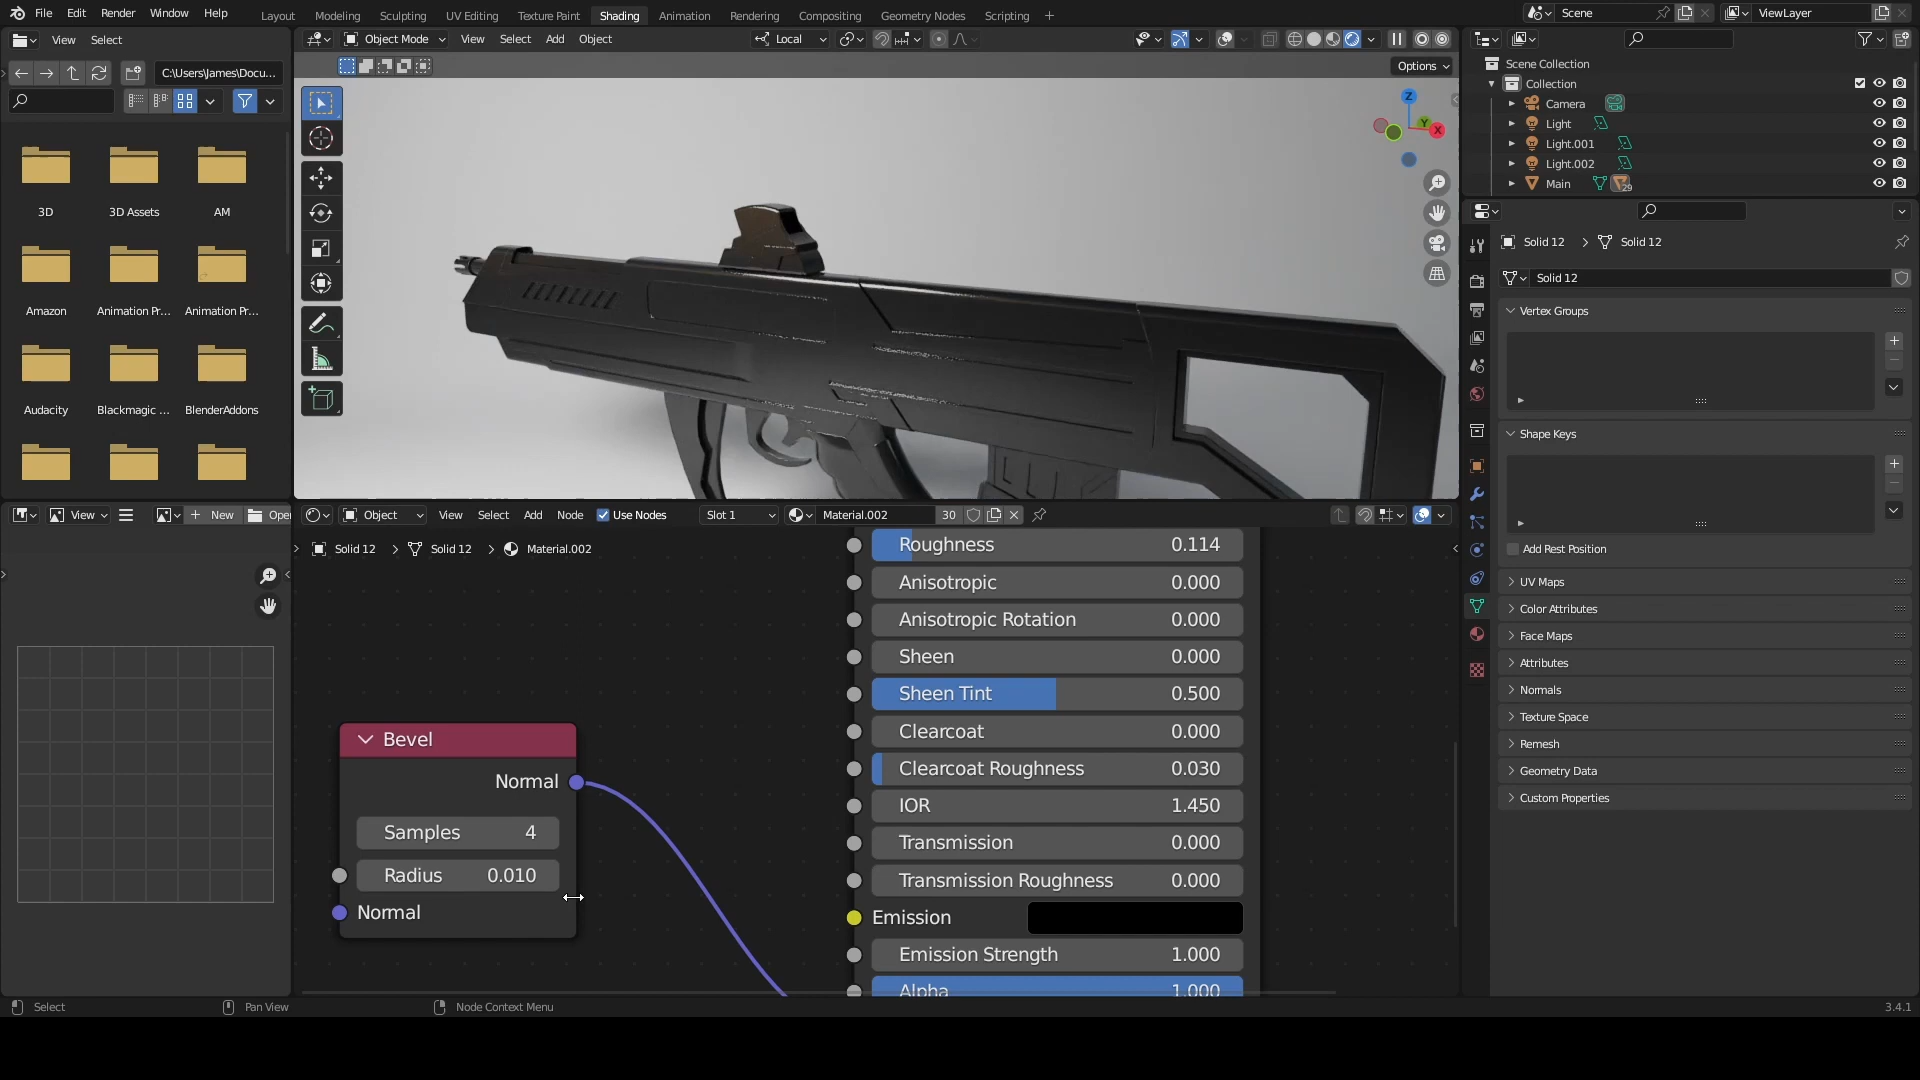 File Edit Render Window Help Layout Modeling Sculpting UV Editing Texture Paint Shading Animation Rendering Compositing Geometry Nodes Scripting Scene ViewLayer
View Select Object Mode View Select Add Object Local
C:\Users\James\Docu... Options
3D 3D Assets AM
Amazon Animation Pr... Animation Pr...
Audacity Blackmagic ... BlenderAddons
Z
Y
X
Scene Collection
Collection
Camera
Light
Light.001
Light.002
Main 29
Solid 12 Solid 12
Solid 12
Vertex Groups
Shape Keys
Add Rest Position
UV Maps
Color Attributes
Face Maps
Attributes
Normals
Texture Space
Remesh
Geometry Data
Custom Properties
View New Open
Object View Select Add Node Use Nodes Slot 1 Material.002 30
Solid 12 Solid 12 Material.002
Roughness 0.114
Anisotropic 0.000
Anisotropic Rotation 0.000
Sheen 0.000
Sheen Tint 0.500
Clearcoat 0.000
Clearcoat Roughness 0.030
IOR 1.450
Transmission 0.000
Transmission Roughness 0.000
Emission
Emission Strength 1.000
Alpha 1.000
Bevel
Normal
Samples 4
Radius 0.010
Normal
Select Pan View Node Context Menu 3.4.1